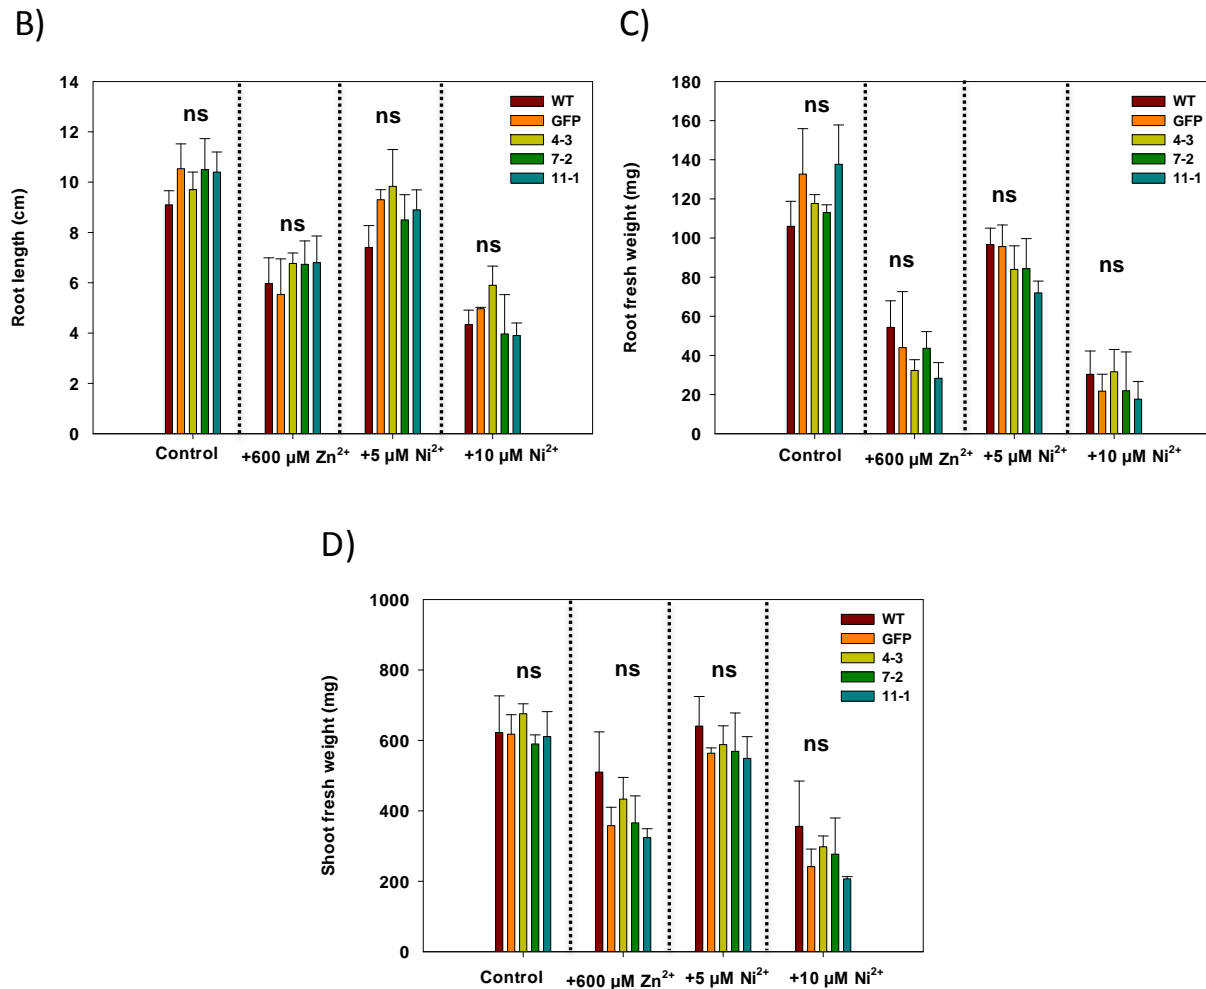 B)
Root length (cm)
14
12
10
8
6
4
2
0
ns
ns
ns
ns
WT
GFP
4-3
7-2
11-1
Control
+600 µM Zn²⁺
+5 µM Ni²⁺
+10 µM Ni²⁺
C)
Root fresh weight (mg)
180
160
140
120
100
80
60
40
20
0
ns
ns
ns
ns
WT
GFP
4-3
7-2
11-1
Control
+600 µM Zn²⁺
+5 µM Ni²⁺
+10 µM Ni²⁺
D)
Shoot fresh weight (mg)
1000
800
600
400
200
0
ns
ns
ns
ns
WT
GFP
4-3
7-2
11-1
Control
+600 µM Zn²⁺
+5 µM Ni²⁺
+10 µM Ni²⁺